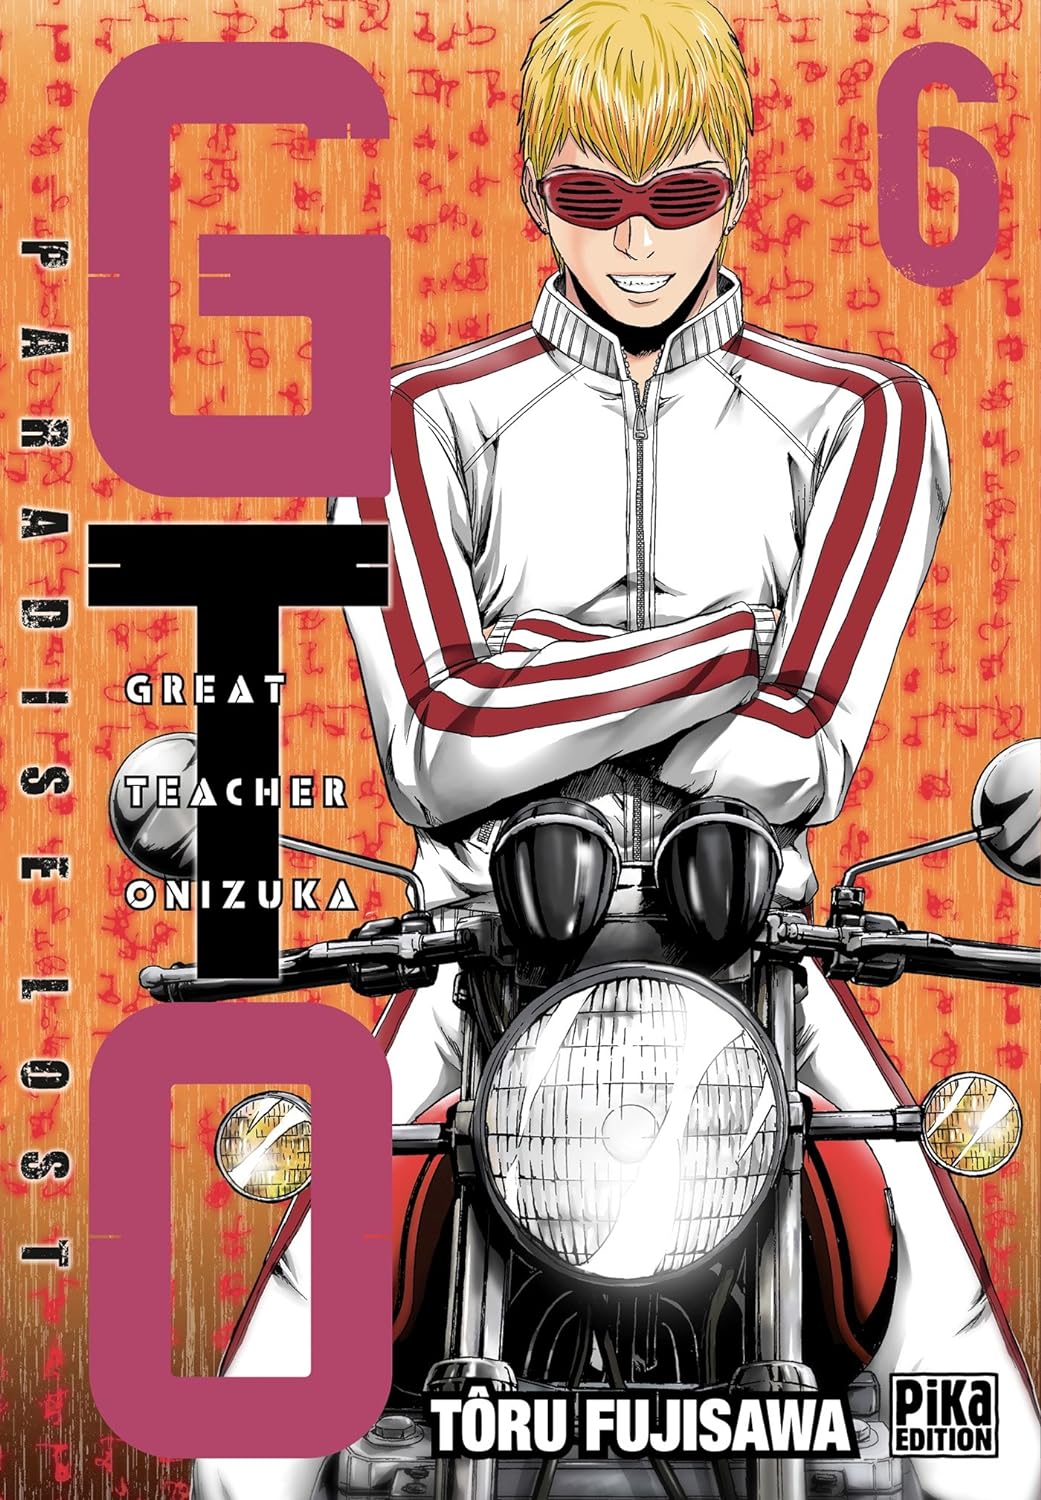 GTO
6
PARADISE LOST
GREAT
TEACHER
ONIZUKA
TÔRU FUJISAWA
PiKa
EDITION